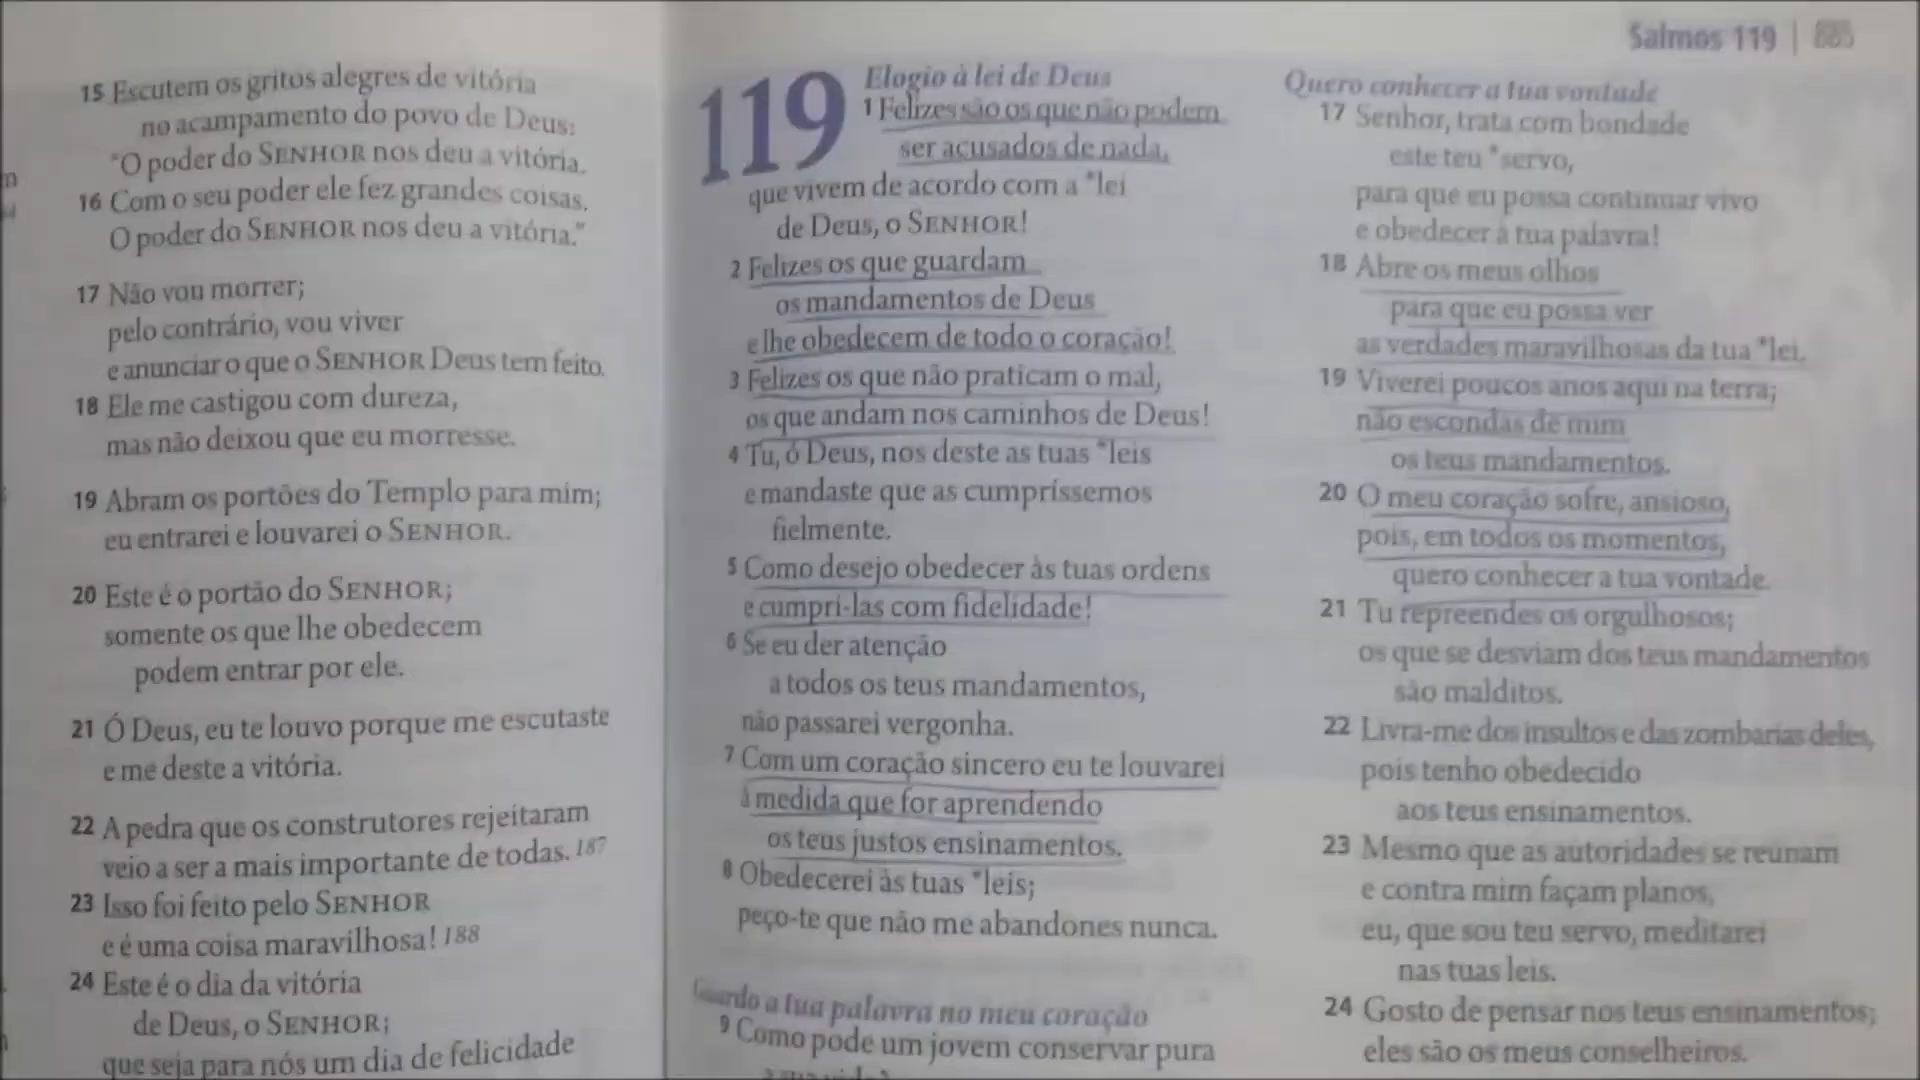 15 Escutem os gritos alegres de vitória
no acampamento do povo de Deus:
"O poder do SENHOR nos deu a vitória.
16 Com o seu poder ele fez grandes coisas.
O poder do SENHOR nos deu a vitória."
17 Não vou morrer;
pelo contrário, vou viver
e anunciar o que o SENHOR Deus tem feito.
18 Ele me castigou com dureza,
mas não deixou que eu morresse.
19 Abram os portões do Templo para mim;
eu entrarei e louvarei o SENHOR.
20 Este é o portão do SENHOR;
somente os que lhe obedecem
podem entrar por ele.
21 Ó Deus, eu te louvo porque me escutaste
e me deste a vitória.
22 A pedra que os construtores rejeitaram
veio a ser a mais importante de todas. 187
23 Isso foi feito pelo SENHOR
e é uma coisa maravilhosa! 188
24 Este é o dia da vitória
de Deus, o SENHOR;
que seja para nós um dia de felicidade
119
Elogio à lei de Deus
1 Felizes são os que não podem
ser acusados de nada,
que vivem de acordo com a *lei
de Deus, o SENHOR!
2 Felizes os que guardam
os mandamentos de Deus
e lhe obedecem de todo o coração!
3 Felizes os que não praticam o mal,
os que andam nos caminhos de Deus!
4 Tu, ó Deus, nos deste as tuas *leis
e mandaste que as cumpríssemos
fielmente.
5 Como desejo obedecer às tuas ordens
e cumpri-las com fidelidade!
6 Se eu der atenção
a todos os teus mandamentos,
não passarei vergonha.
7 Com um coração sincero eu te louvarei
à medida que for aprendendo
os teus justos ensinamentos.
8 Obedecerei às tuas *leis;
peço-te que não me abandones nunca.
Guardo a tua palavra no meu coração
9 Como pode um jovem conservar pura
Salmos 119 | 885
Quero conhecer a tua vontade
17 Senhor, trata com bondade
este teu *servo,
para que eu possa continuar vivo
e obedecer à tua palavra!
18 Abre os meus olhos
para que eu possa ver
as verdades maravilhosas da tua *lei.
19 Viverei poucos anos aqui na terra;
não escondas de mim
os teus mandamentos.
20 O meu coração sofre, ansioso,
pois, em todos os momentos,
quero conhecer a tua vontade.
21 Tu repreendes os orgulhosos;
os que se desviam dos teus mandamentos
são malditos.
22 Livra-me dos insultos e das zombarias deles,
pois tenho obedecido
aos teus ensinamentos.
23 Mesmo que as autoridades se reúnam
e contra mim façam planos,
eu, que sou teu servo, meditarei
nas tuas leis.
24 Gosto de pensar nos teus ensinamentos;
eles são os meus conselheiros.